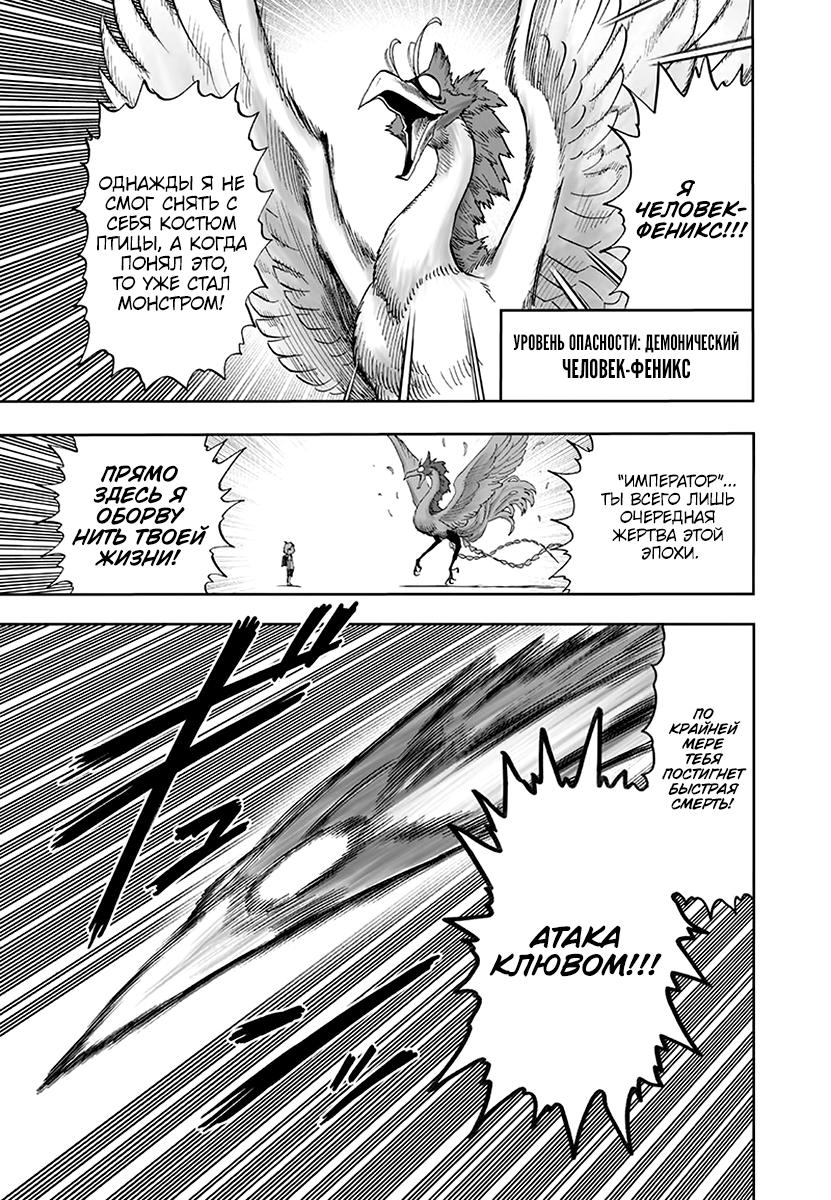 Я
ЧЕЛОВЕК-
ФЕНИКС!!!
ОДНАЖДЫ Я НЕ
СМОГ СНЯТЬ С
СЕБЯ КОСТЮМ
ПТИЦЫ, А КОГДА
ПОНЯЛ ЭТО,
ТО УЖЕ СТАЛ
МОНСТРОМ!
УРОВЕНЬ ОПАСНОСТИ: ДЕМОНИЧЕСКИЙ
ЧЕЛОВЕК-ФЕНИКС
"ИМПЕРАТОР"...
ТЫ ВСЕГО ЛИШЬ
ОЧЕРЕДНАЯ
ЖЕРТВА ЭТОЙ
ЭПОХИ.
ПРЯМО
ЗДЕСЬ Я
ОБОРВУ
НИТЬ ТВОЕЙ
ЖИЗНИ!
ПО
КРАЙНЕЙ
МЕРЕ ТЕБЯ
ПОСТИГНЕТ
БЫСТРАЯ
СМЕРТЬ!
АТАКА
КЛЮВОМ!!!
ギュ